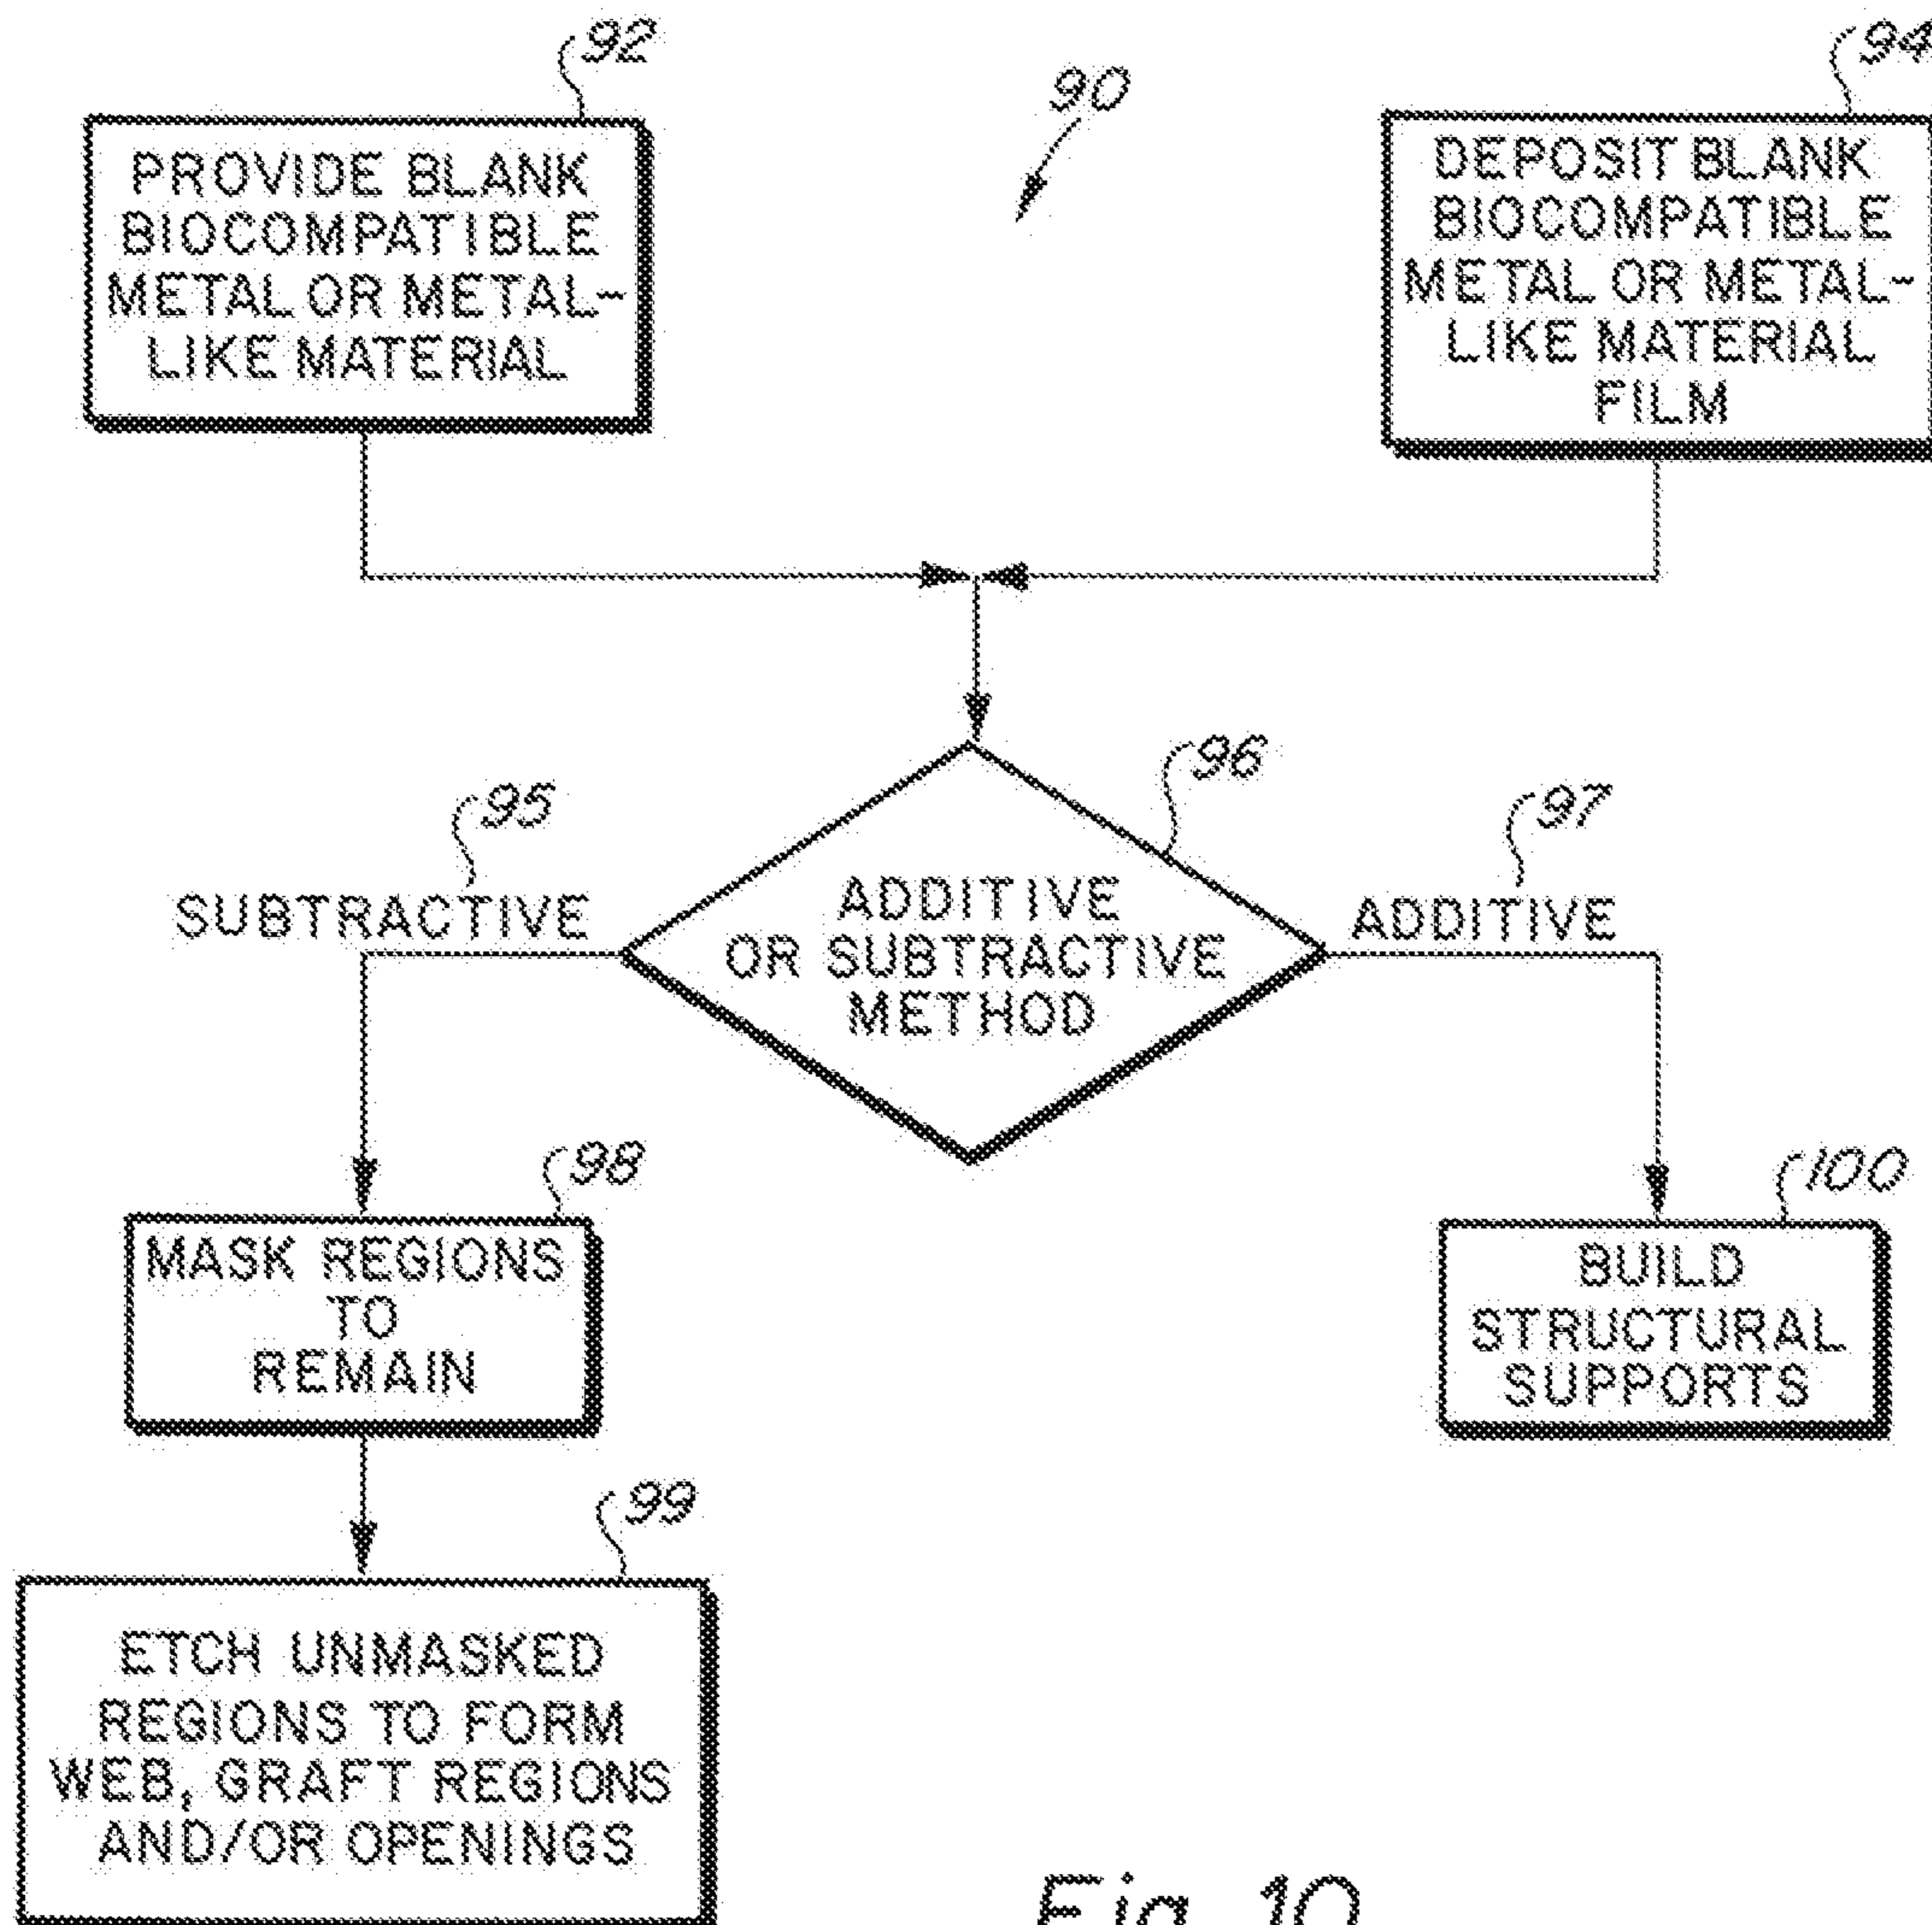 92
PROVIDE BLANK
BIOCOMPATIBLE
METAL OR METAL-
LIKE MATERIAL
90
94
DEPOSIT BLANK
BIOCOMPATIBLE
METAL OR METAL-
LIKE MATERIAL
FILM
96
ADDITIVE
OR SUBTRACTIVE
METHOD
95
SUBTRACTIVE
97
ADDITIVE
98
MASK REGIONS
TO
REMAIN
100
BUILD
STRUCTURAL
SUPPORTS
99
ETCH UNMASKED
REGIONS TO FORM
WEB, GRAFT REGIONS
AND/OR OPENINGS
Fig. 10